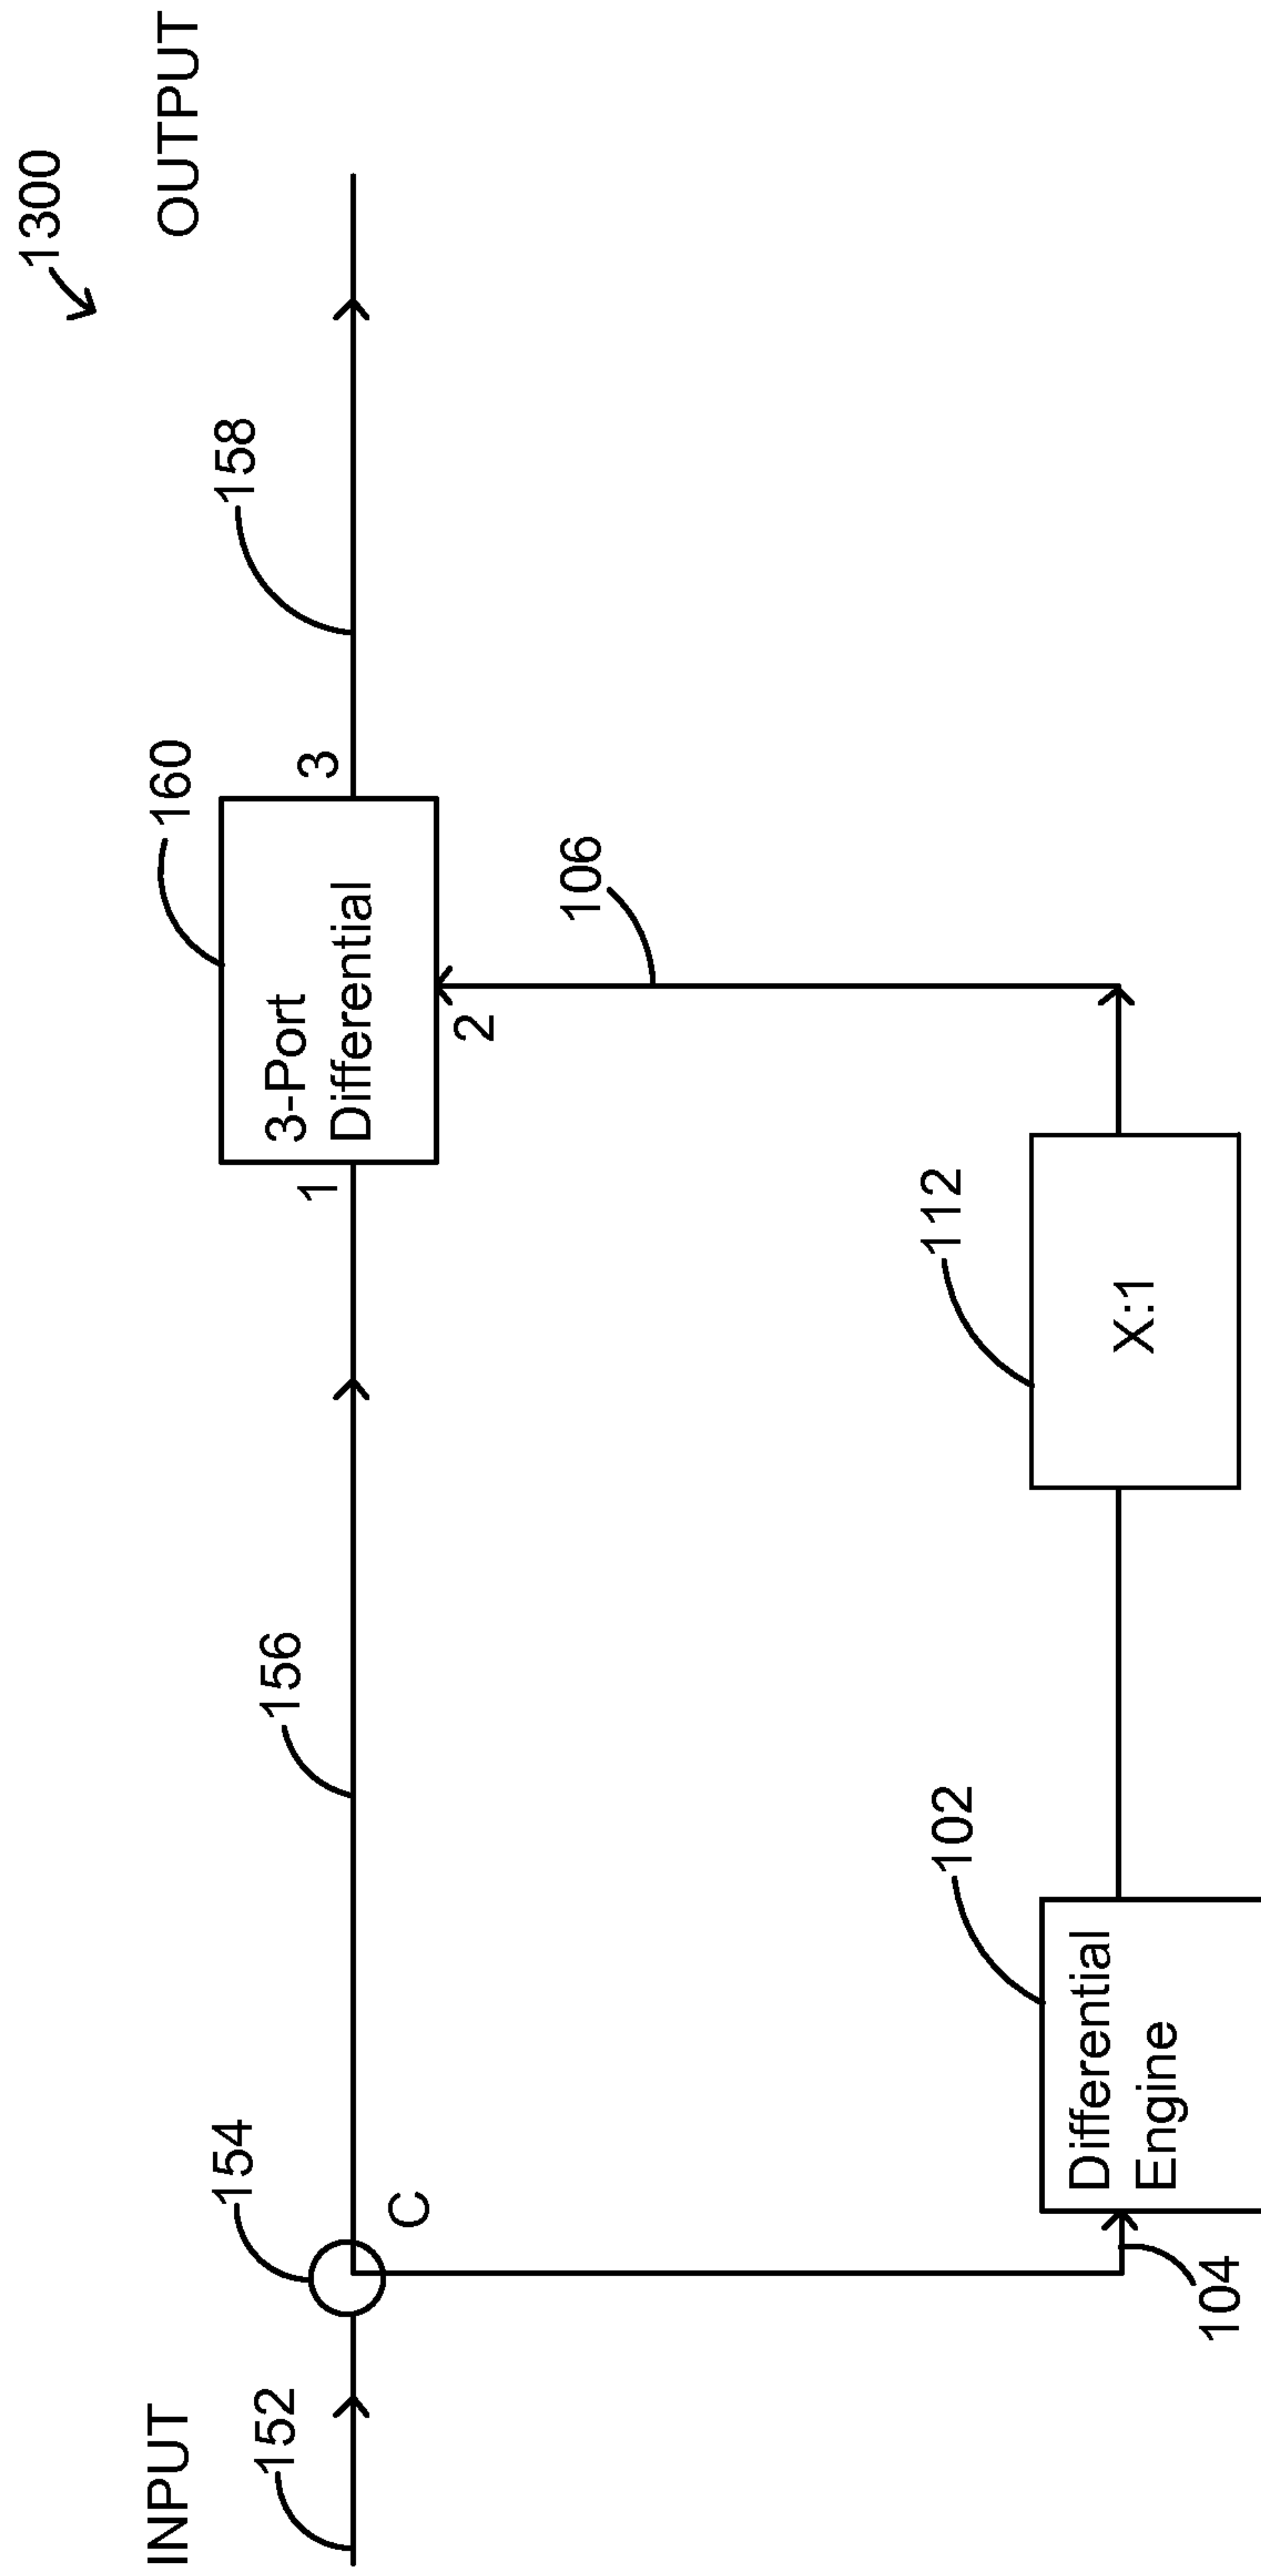 1300
INPUT
OUTPUT
152
154
C
156
1
3-Port
Differential
160
3
2
158
106
104
Differential
Engine
102
X:1
112